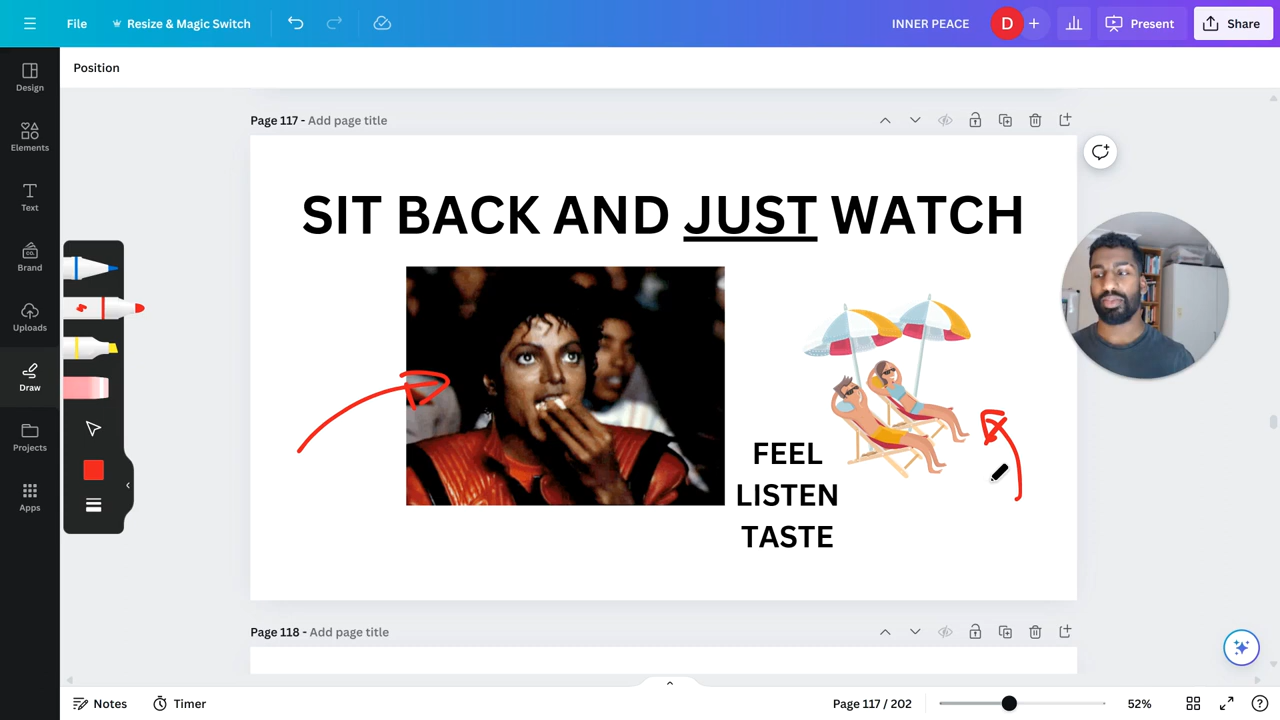 File
Resize & Magic Switch
INNER PEACE
D
Present
Share
Position
Design
Elements
Text
Brand
Uploads
Draw
Projects
Apps
Page 117 - Add page title
SIT BACK AND JUST WATCH
FEEL
LISTEN
TASTE
Page 118 - Add page title
Notes
Timer
Page 117 / 202
52%